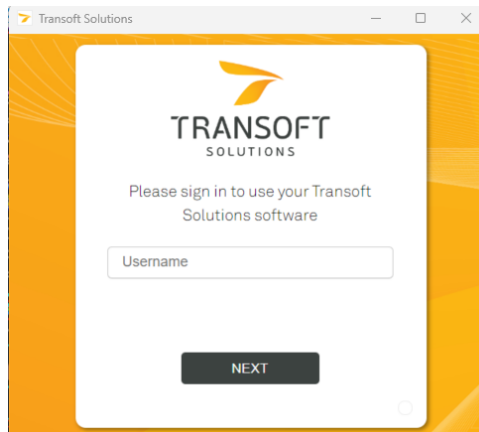 Transoft Solutions
TRANSOFT
SOLUTIONS
Please sign in to use your Transoft
Solutions software
Username
NEXT